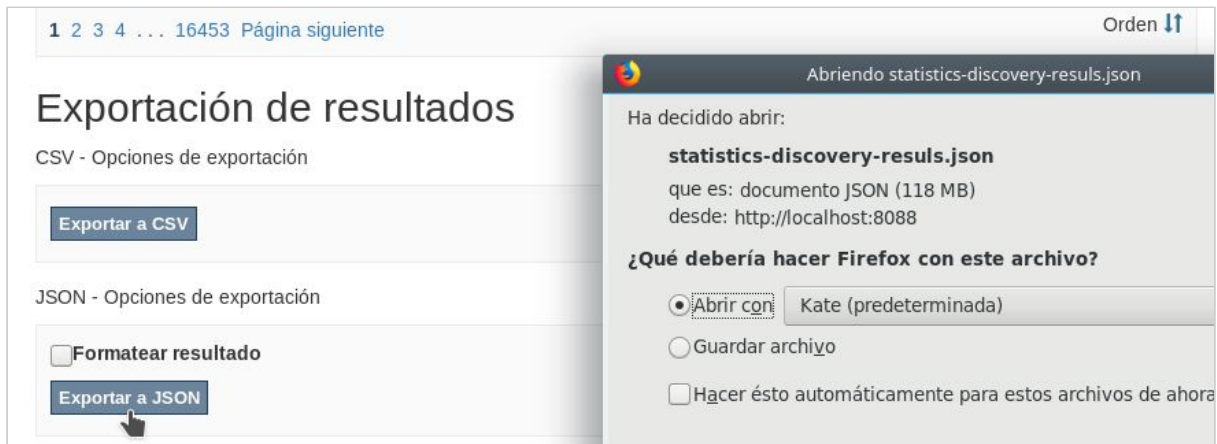 1 2 3 4 ... 16453 Página siguiente
Orden
Exportación de resultados
CSV - Opciones de exportación
Exportar a CSV
JSON - Opciones de exportación
Formatear resultado
Exportar a JSON
Abriendo statistics-discovery-resuls.json
Ha decidido abrir:
statistics-discovery-resuls.json
que es: documento JSON (118 MB)
desde: http://localhost:8088
¿Qué debería hacer Firefox con este archivo?
Abrir con Kate (predeterminada)
Guardar archivo
Hacer ésto automáticamente para estos archivos de ahora